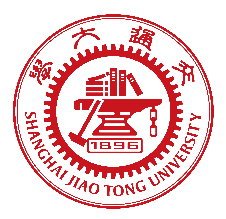 學大通交
1896
SHANGHAI JIAO TONG UNIVERSITY